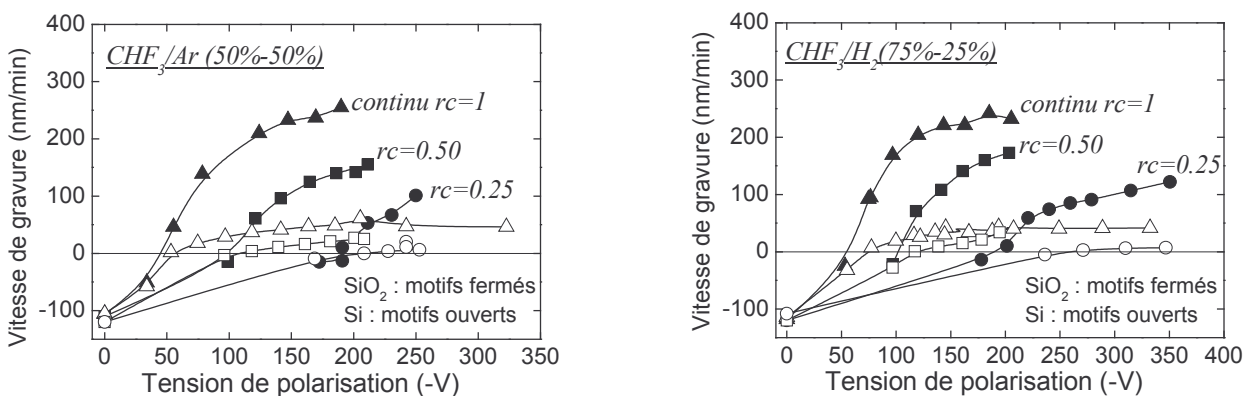 400
300
200
100
0
-100
0
50
100
150
200
250
300
350
Vitesse de gravure (nm/min)
Tension de polarisation (-V)
CHF3/Ar (50%-50%)
continu rc=1
rc=0.50
rc=0.25
SiO2 : motifs fermés
Si : motifs ouverts
400
300
200
100
0
-100
0
50
100
150
200
250
300
350
400
Vitesse de gravure (nm/min)
Tension de polarisation (-V)
CHF3/H2(75%-25%)
continu rc=1
rc=0.50
rc=0.25
SiO2 : motifs fermés
Si : motifs ouverts